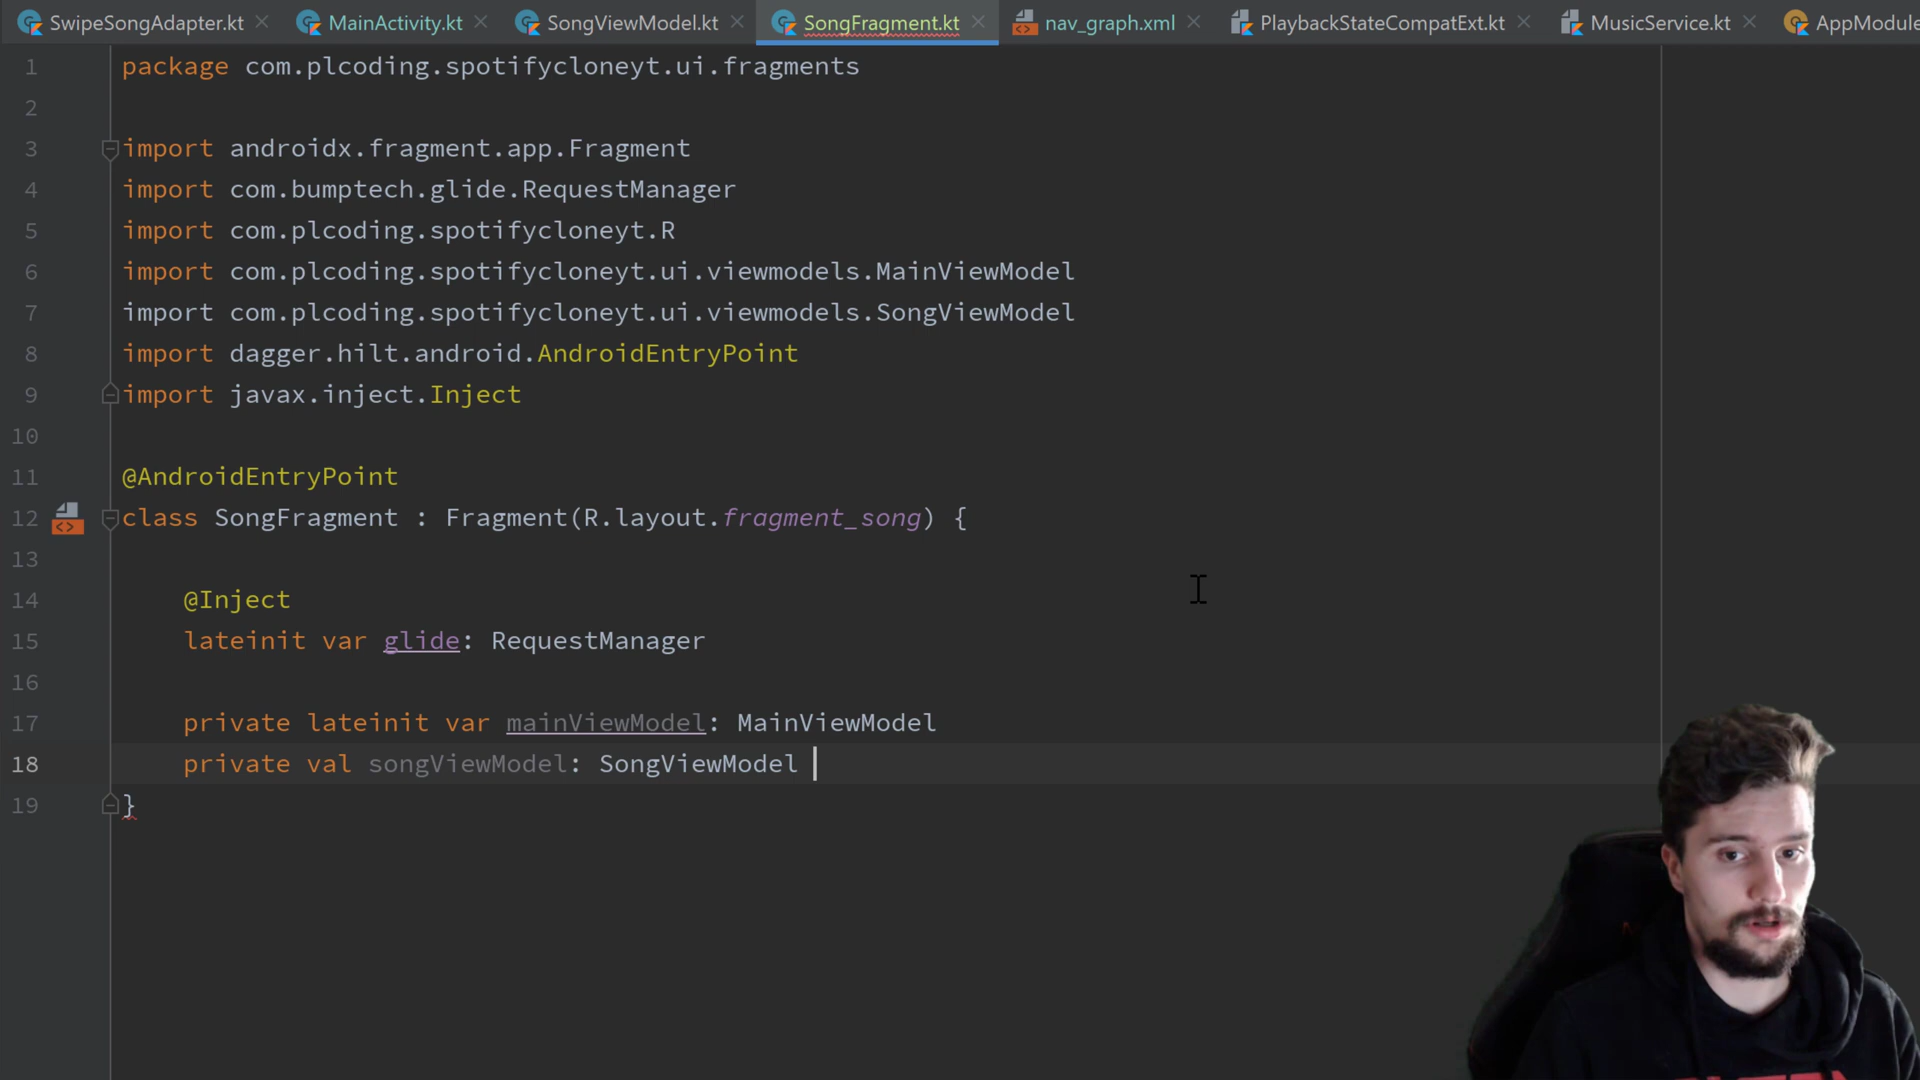 SwipeSongAdapter.kt MainActivity.kt SongViewModel.kt SongFragment.kt nav_graph.xml PlaybackStateCompatExt.kt MusicService.kt AppModule
1 package com.plcoding.spotifycloneyt.ui.fragments
2
3 import androidx.fragment.app.Fragment
4 import com.bumptech.glide.RequestManager
5 import com.plcoding.spotifycloneyt.R
6 import com.plcoding.spotifycloneyt.ui.viewmodels.MainViewModel
7 import com.plcoding.spotifycloneyt.ui.viewmodels.SongViewModel
8 import dagger.hilt.android.AndroidEntryPoint
9 import javax.inject.Inject
10
11 @AndroidEntryPoint
12 class SongFragment : Fragment(R.layout.fragment_song) {
13
14 @Inject
15 lateinit var glide: RequestManager
16
17 private lateinit var mainViewModel: MainViewModel
18 private val songViewModel: SongViewModel
19 }